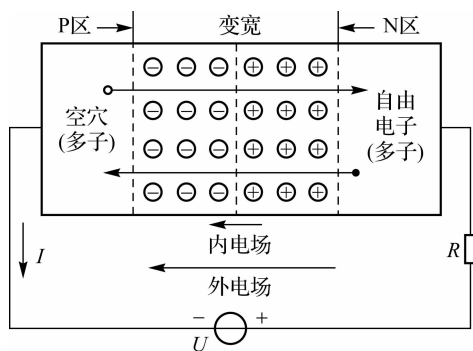 P区 变宽 N区
⊖ ⊖ ⊖ ⊕ ⊕ ⊕
空穴
(多子)
⊖ ⊖ ⊖ ⊕ ⊕ ⊕
⊖ ⊖ ⊖ ⊕ ⊕ ⊕
⊖ ⊖ ⊖ ⊕ ⊕ ⊕
自由
电子
(多子)
内电场
I
外电场
R
− +
U